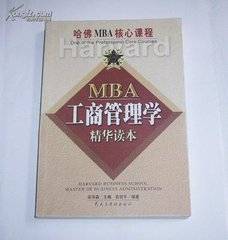 哈佛MBA核心课程
One of the Professional Core Courses
Harvard
MBA
工商管理学
精华读本
HARVARD BUSINESS SCHOOL
MASTER OF BUSINESS ADMINISTRATION